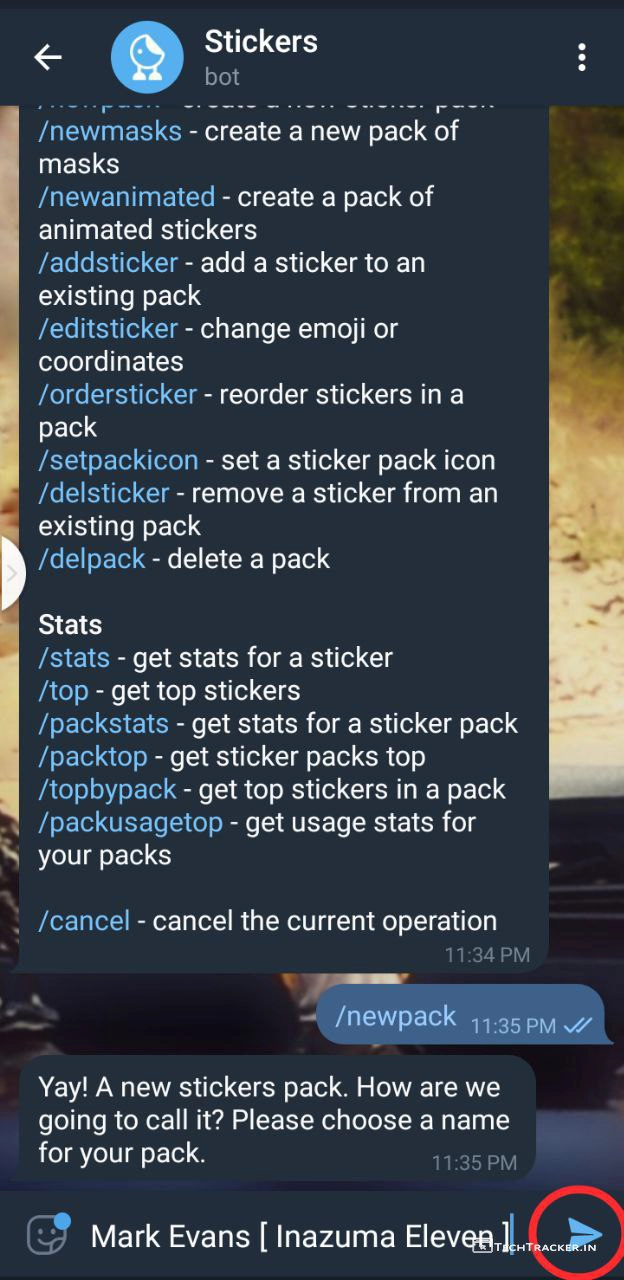 Stickers
bot
/newpack - create a new sticker pack
/newmasks - create a new pack of
masks
/newanimated - create a pack of
animated stickers
/addsticker - add a sticker to an
existing pack
/editsticker - change emoji or
coordinates
/ordersticker - reorder stickers in a
pack
/setpackicon - set a sticker pack icon
/delsticker - remove a sticker from an
existing pack
/delpack - delete a pack
Stats
/stats - get stats for a sticker
/top - get top stickers
/packstats - get stats for a sticker pack
/packtop - get sticker packs top
/topbypack - get top stickers in a pack
/packusagetop - get usage stats for
your packs
/cancel - cancel the current operation
11:34 PM
/newpack 11:35 PM
Yay! A new stickers pack. How are we
going to call it? Please choose a name
for your pack.
11:35 PM
Mark Evans [ Inazuma Eleven ]
TECHTRACKER.IN